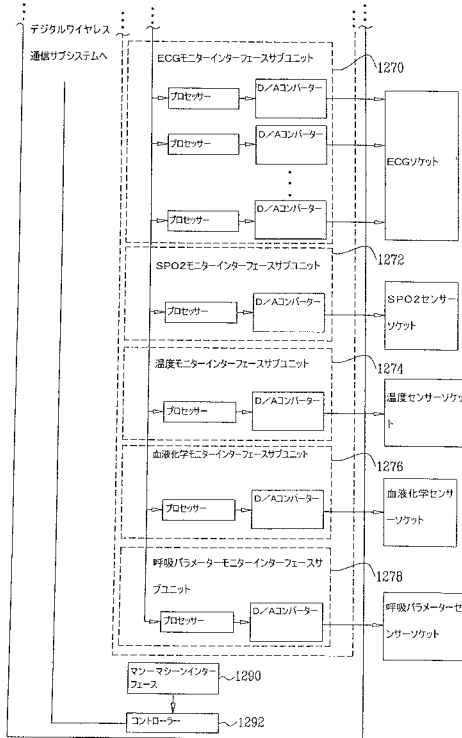 デジタルワイヤレス
通信サブシステムへ
ECGモニターインターフェースサブユニット
1270
プロセッサー
D/Aコンバーター
プロセッサー
D/Aコンバーター
プロセッサー
D/Aコンバーター
ECGソケット
SPO2モニターインターフェースサブユニット
1272
プロセッサー
D/Aコンバーター
SPO2センサー
ソケット
温度モニターインターフェースサブユニット
1274
プロセッサー
D/Aコンバーター
温度センサーソケッ
ト
血液化学モニターインターフェースサブユニット
1276
プロセッサー
D/Aコンバーター
血液化学センサ
ーソケット
呼吸パラメーターモニターインターフェースサ
ブユニット
1278
プロセッサー
D/Aコンバーター
呼吸パラメーターセ
ンサーソケット
マンーマシーンインター
フェース
1290
コントローラー
1292